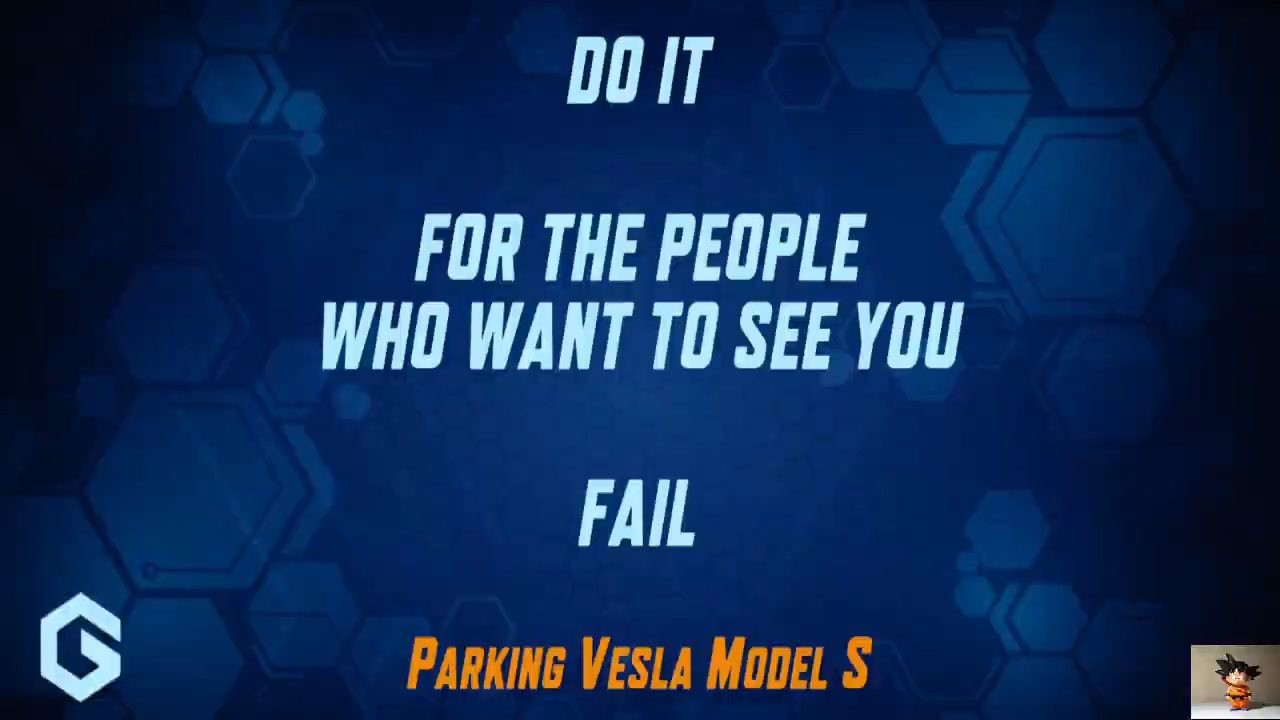 DO IT
FOR THE PEOPLE
WHO WANT TO SEE YOU
FAIL
PARKING VESLA MODEL S
G